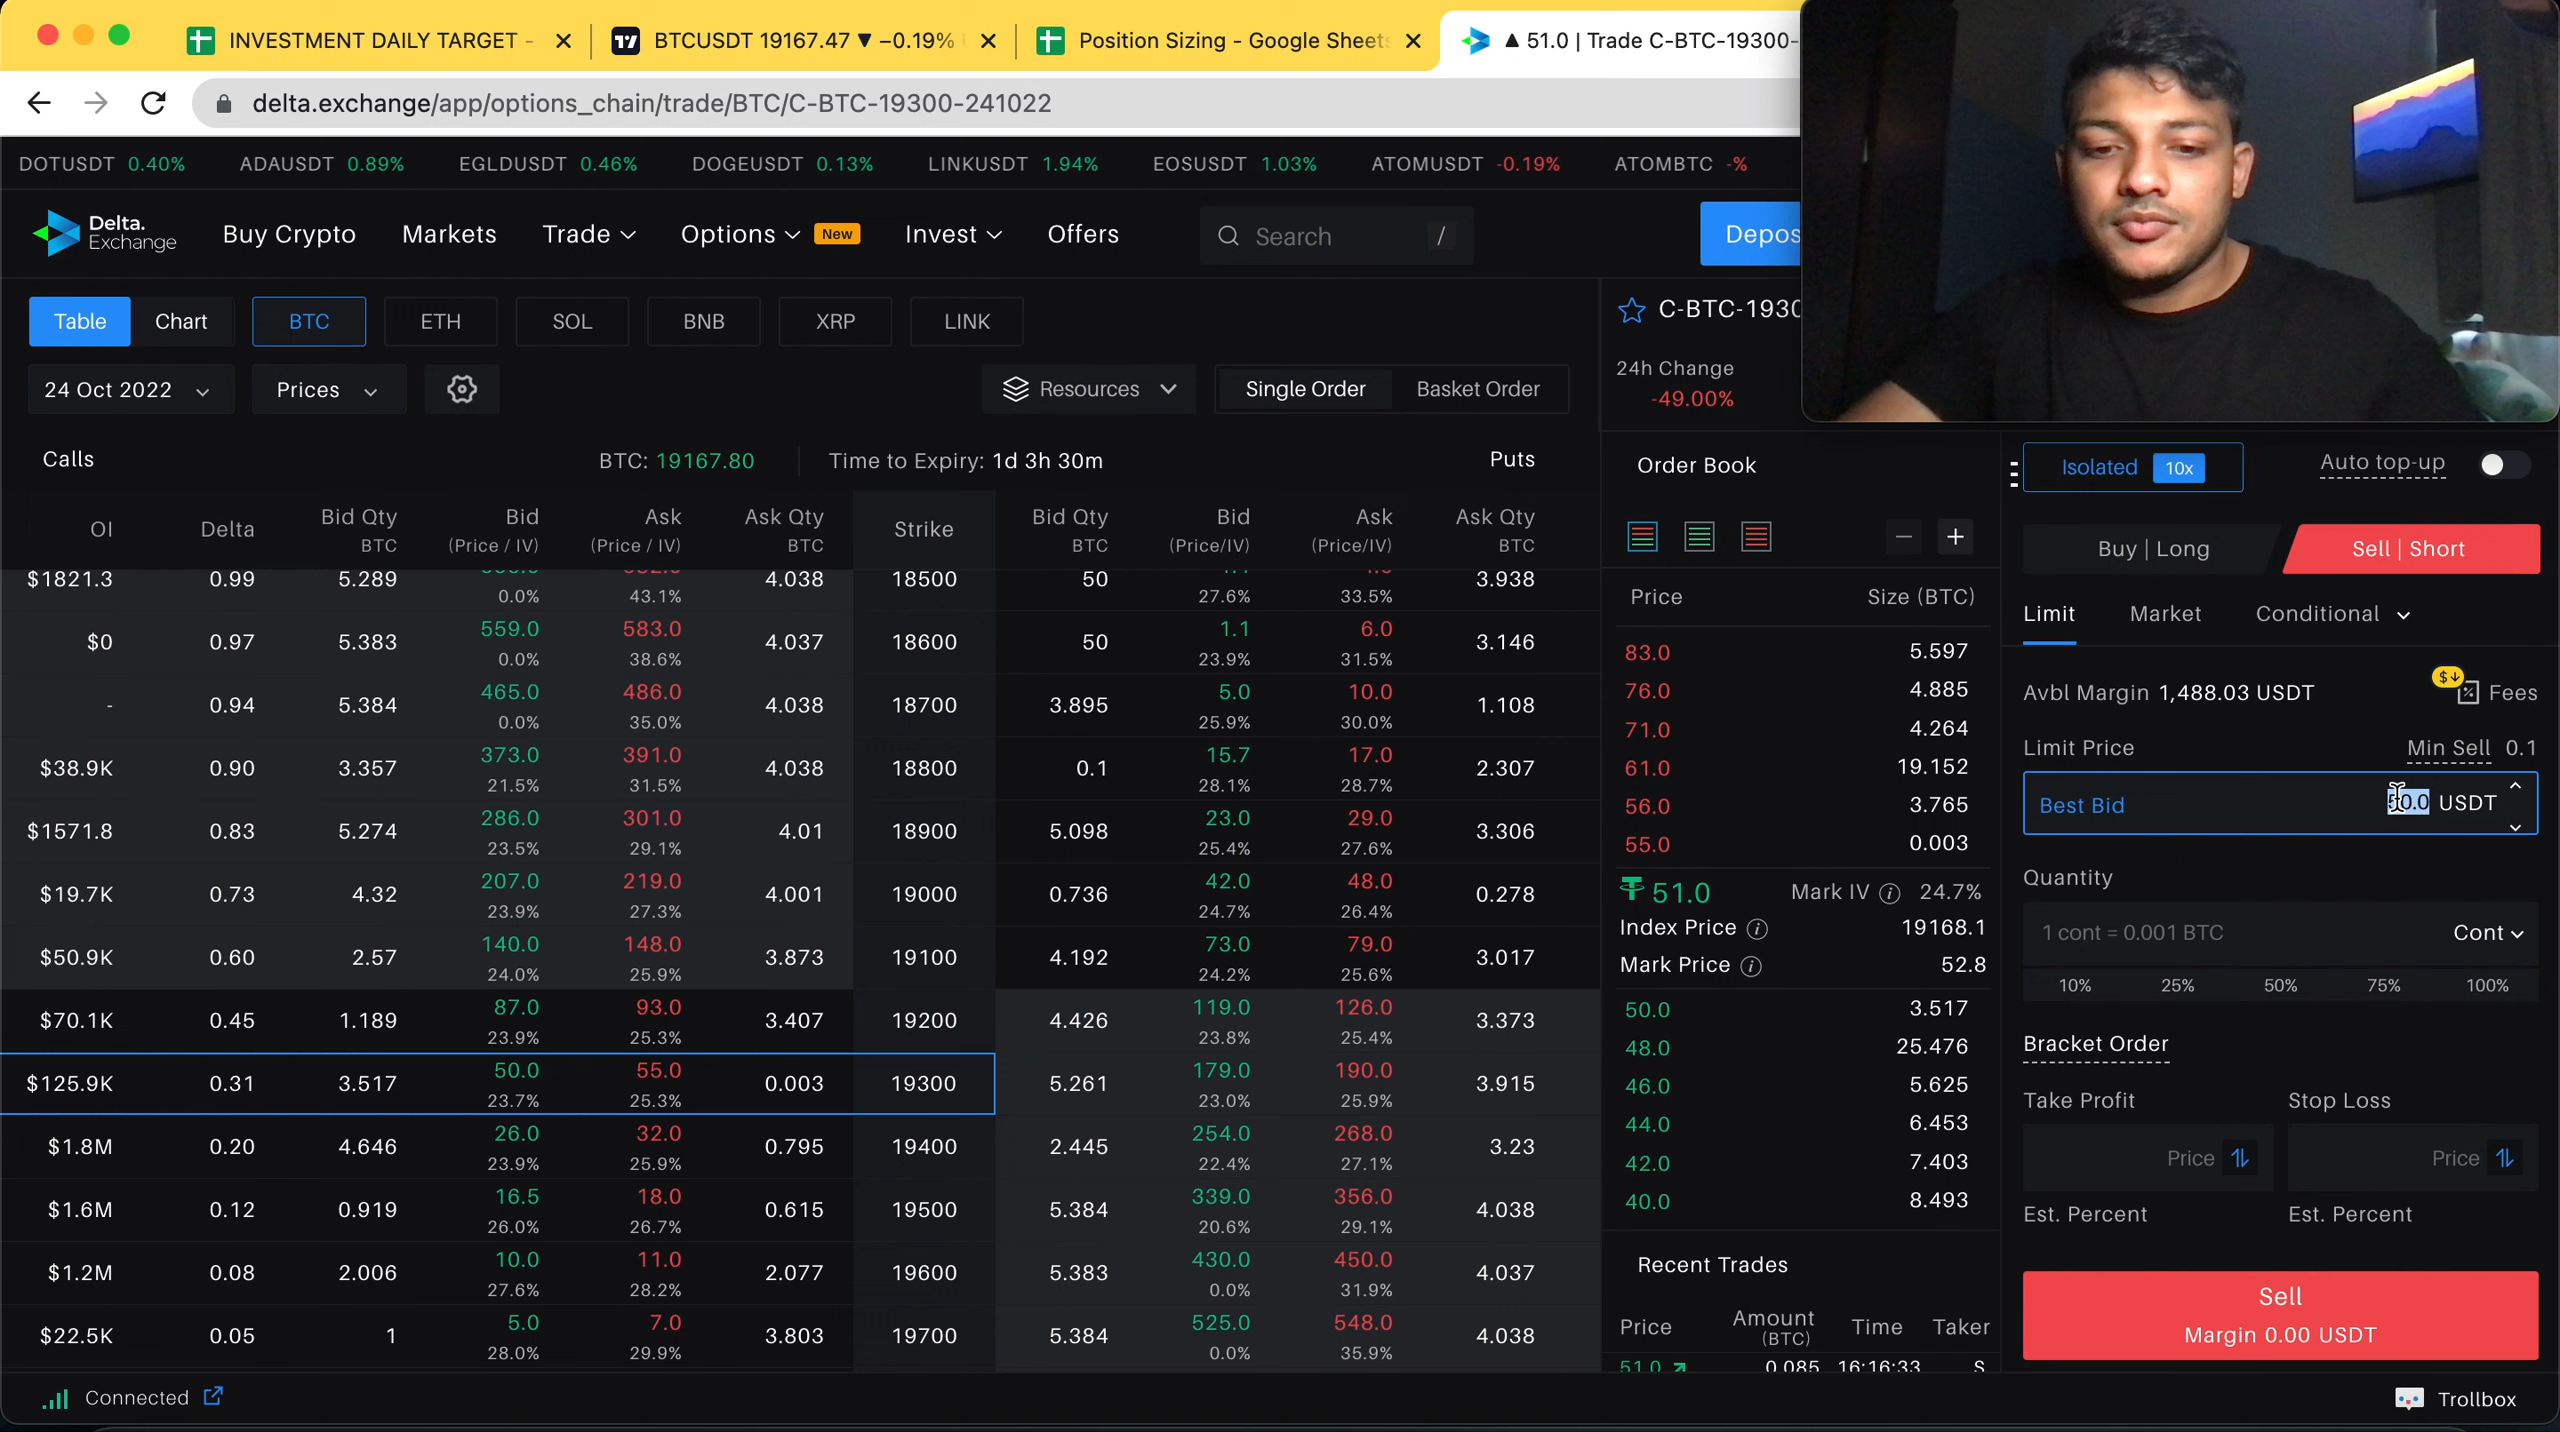 INVESTMENT DAILY TARGET -
BTCUSDT 19167.47 ▼ −0.19%
Position Sizing - Google Sheets
▲ 51.0 | Trade C-BTC-19300-
delta.exchange/app/options_chain/trade/BTC/C-BTC-19300-241022
DOTUSDT 0.40% ADAUSDT 0.89% EGLDUSDT 0.46% DOGEUSDT 0.13% LINKUSDT 1.94% EOSUSDT 1.03% ATOMUSDT -0.19% ATOMBTC -%
Delta. Exchange
Buy Crypto Markets Trade Options New Invest Offers Search / Depos
Table Chart BTC ETH SOL BNB XRP LINK
24 Oct 2022 Prices Resources Single Order Basket Order
Calls BTC: 19167.80 Time to Expiry: 1d 3h 30m Puts
OI Delta Bid Qty Bid Ask Ask Qty Strike Bid Qty Bid Ask Ask Qty
BTC (Price / IV) (Price / IV) BTC BTC (Price/IV) (Price/IV) BTC
$1821.3 0.99 5.289 4.038 18500 50 3.938
0.0% 43.1% 27.6% 33.5%
$0 0.97 5.383 559.0 583.0 4.037 18600 50 1.1 6.0 3.146
0.0% 38.6% 23.9% 31.5%
- 0.94 5.384 465.0 486.0 4.038 18700 3.895 5.0 10.0 1.108
0.0% 35.0% 25.9% 30.0%
$38.9K 0.90 3.357 373.0 391.0 4.038 18800 0.1 15.7 17.0 2.307
21.5% 31.5% 28.1% 28.7%
$1571.8 0.83 5.274 286.0 301.0 4.01 18900 5.098 23.0 29.0 3.306
23.5% 29.1% 25.4% 27.6%
$19.7K 0.73 4.32 207.0 219.0 4.001 19000 0.736 42.0 48.0 0.278
23.9% 27.3% 24.7% 26.4%
$50.9K 0.60 2.57 140.0 148.0 3.873 19100 4.192 73.0 79.0 3.017
24.0% 25.9% 24.2% 25.6%
$70.1K 0.45 1.189 87.0 93.0 3.407 19200 4.426 119.0 126.0 3.373
23.9% 25.3% 23.8% 25.4%
$125.9K 0.31 3.517 50.0 55.0 0.003 19300 5.261 179.0 190.0 3.915
23.7% 25.3% 23.0% 25.9%
$1.8M 0.20 4.646 26.0 32.0 0.795 19400 2.445 254.0 268.0 3.23
23.9% 25.9% 22.4% 27.1%
$1.6M 0.12 0.919 16.5 18.0 0.615 19500 5.384 339.0 356.0 4.038
26.0% 26.7% 20.6% 29.1%
$1.2M 0.08 2.006 10.0 11.0 2.077 19600 5.383 430.0 450.0 4.037
27.6% 28.2% 0.0% 31.9%
$22.5K 0.05 1 5.0 7.0 3.803 19700 5.384 525.0 548.0 4.038
28.0% 29.9% 0.0% 35.9%
C-BTC-1930
24h Change
-49.00%
Order Book
Price Size (BTC)
83.0 5.597
76.0 4.885
71.0 4.264
61.0 19.152
56.0 3.765
55.0 0.003
51.0 Mark IV 24.7%
Index Price 19168.1
Mark Price 52.8
50.0 3.517
48.0 25.476
46.0 5.625
44.0 6.453
42.0 7.403
40.0 8.493
Recent Trades
Price Amount (BTC) Time Taker
51.0 0.085 16:16:33 S
Isolated 10x Auto top-up
Buy | Long Sell | Short
Limit Market Conditional
Avbl Margin 1,488.03 USDT Fees
Limit Price Min Sell 0.1
Best Bid 50.0 USDT
Quantity
1 cont = 0.001 BTC Cont
10% 25% 50% 75% 100%
Bracket Order
Take Profit Stop Loss
Price Price
Est. Percent Est. Percent
Sell
Margin 0.00 USDT
Connected Trollbox